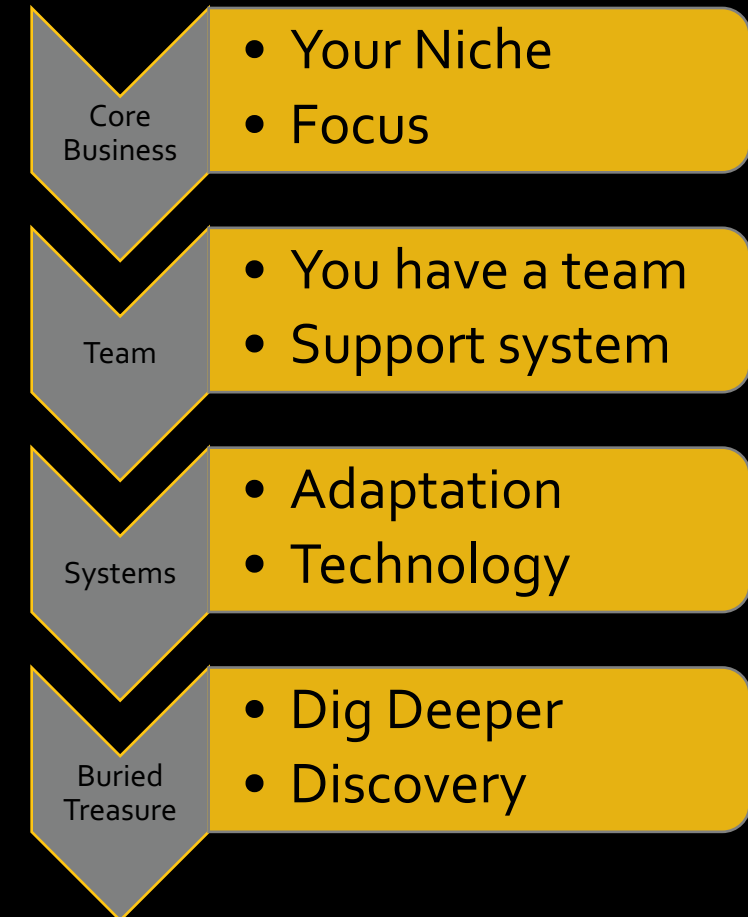 Core
Business
• Your Niche
• Focus
Team
• You have a team
• Support system
Systems
• Adaptation
• Technology
Buried
Treasure
• Dig Deeper
• Discovery